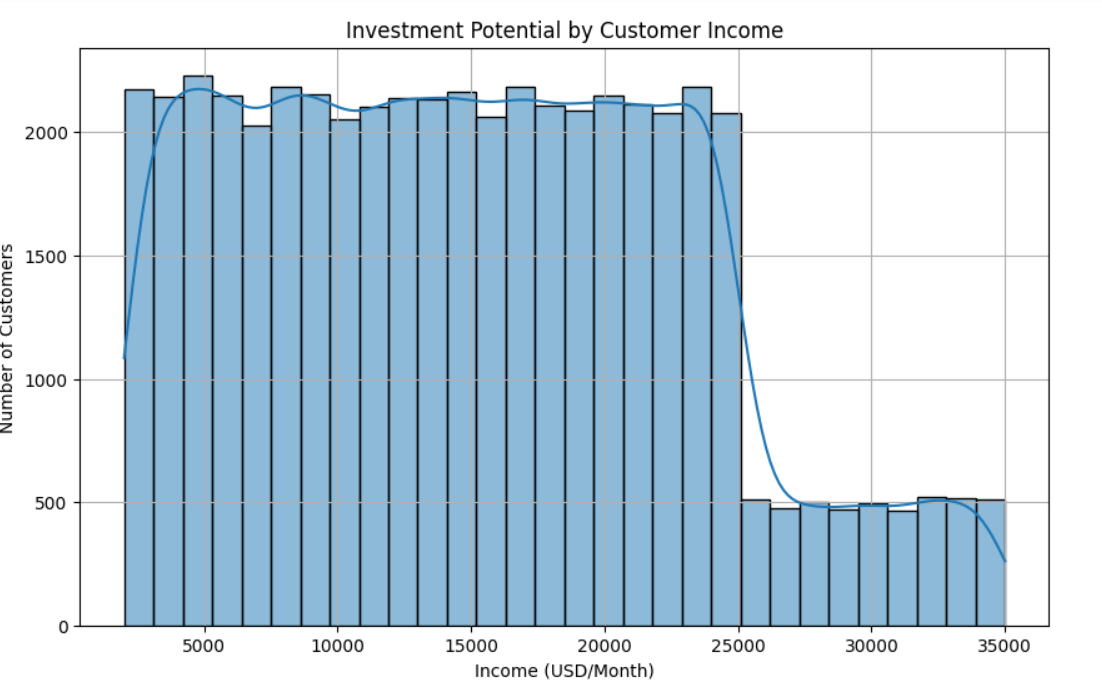 Investment Potential by Customer Income
2000
1500
1000
500
0
Number of Customers
5000 10000 15000 20000 25000 30000 35000
Income (USD/Month)